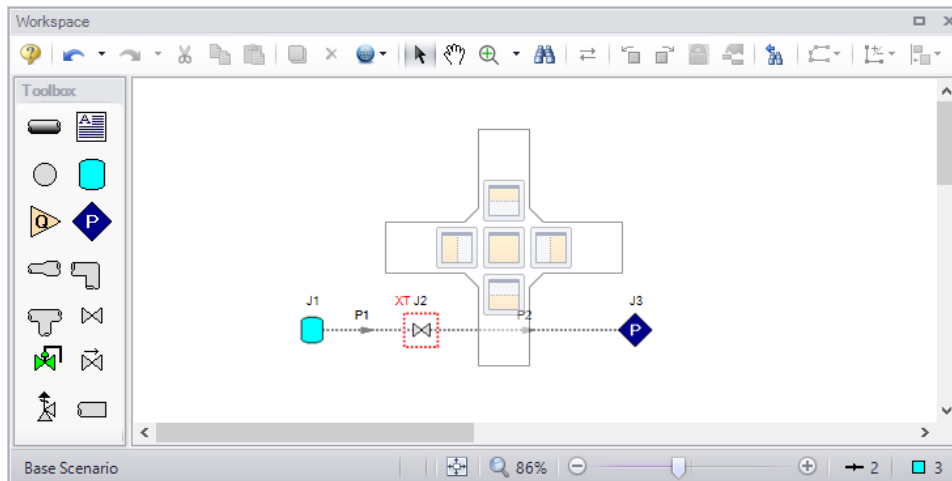 Workspace
Toolbox
A
Q
P
J1
P1
XT J2
P2
J3
P
Base Scenario
86%
2
3